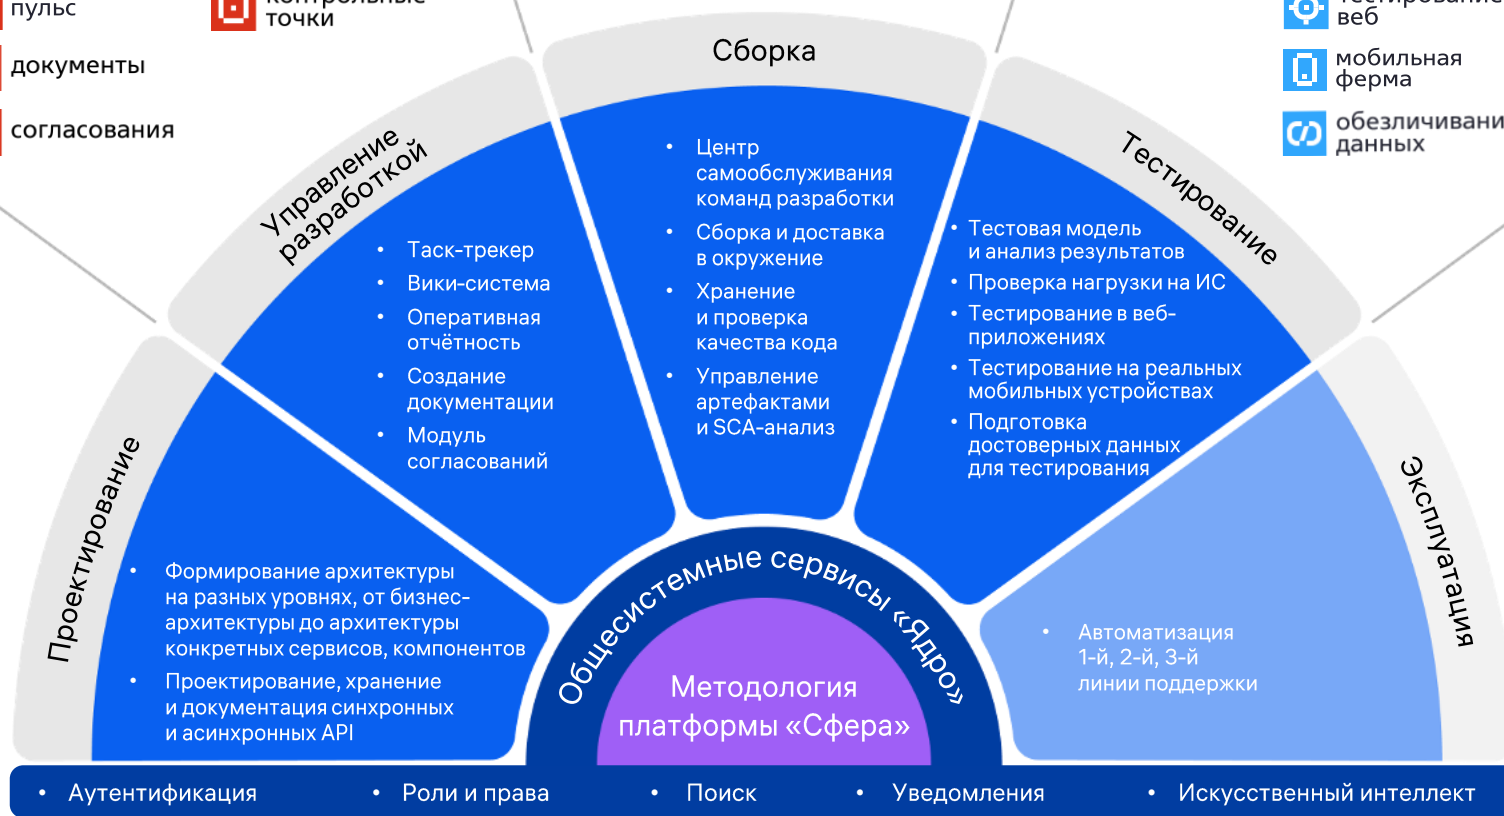 пульс
документы
согласования
контрольные
точки
веб
мобильная
ферма
данных
Проектирование
Управление
разработкой
Сборка
Тестирование
Эксплуатация
• Формирование архитектуры
на разных уровнях, от бизнес-
архитектуры до архитектуры
конкретных сервисов, компонентов
• Проектирование, хранение
и документация синхронных
и асинхронных API
• Таск-трекер
• Вики-система
• Оперативная
отчётность
• Создание
документации
• Модуль
согласований
• Центр
самообслуживания
команд разработки
• Сборка и доставка
в окружение
• Хранение
и проверка
качества кода
• Управление
артефактами
и SCA-анализ
• Тестовая модель
и анализ результатов
• Проверка нагрузки на ИС
• Тестирование в веб-
приложениях
• Тестирование на реальных
мобильных устройствах
• Подготовка
достоверных данных
для тестирования
• Автоматизация
1-й, 2-й, 3-й
линии поддержки
Общесистемные сервисы «Ядро»
Методология
платформы «Сфера»
• Аутентификация • Роли и права • Поиск • Уведомления • Искусственный интеллект